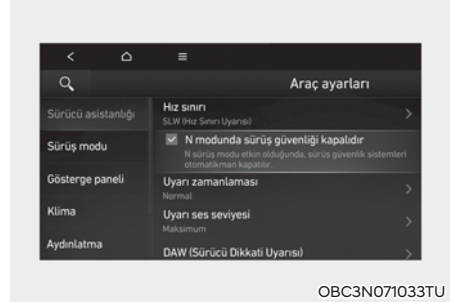 Araç ayarları
Sürücü asistanlığı
Hız sınırı
SLW (Hız Sınırı Uyarısı)
N modunda sürüş güvenliği kapalıdır
N sürüş modu etkin olduğunda, sürüş güvenlik sistemleri
otomatikman kapatılır.
Sürüş modu
Gösterge paneli
Uyarı zamanlaması
Normal
Klima
Uyarı ses seviyesi
Maksimum
Aydınlatma
DAW (Sürücü Dikkati Uyarısı)
OBC3N071033TU